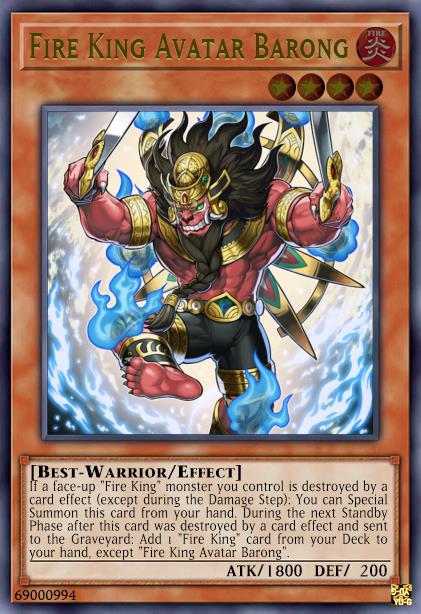 FIRE KING AVATAR BARONG
FIRE
炎
[BEST-WARRIOR/EFFECT]
If a face-up "Fire King" monster you control is destroyed by a
card effect (except during the Damage Step): You can Special
Summon this card from your hand. During the next Standby
Phase after this card was destroyed by a card effect and sent
to the Graveyard: Add 1 "Fire King" card from your Deck to
your hand, except "Fire King Avatar Barong".
ATK/1800 DEF/ 200
69000994